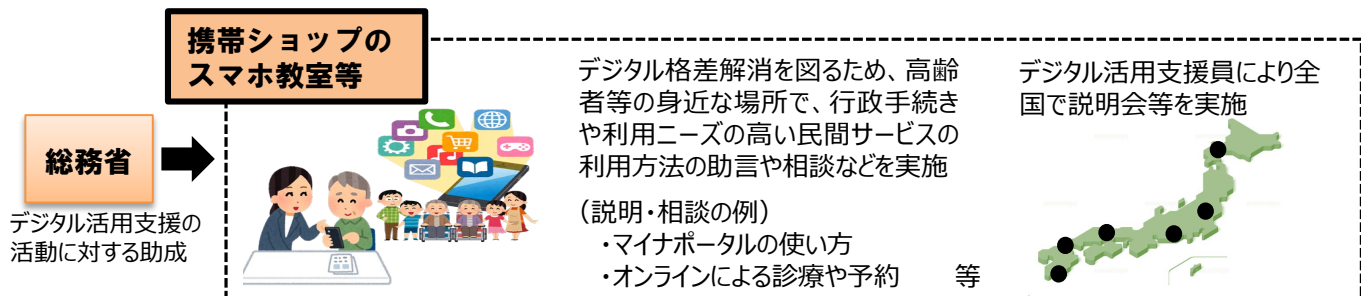 携帯ショップの
スマホ教室等
総務省
デジタル活用支援の
活動に対する助成
デジタル格差解消を図るため、高齢
者等の身近な場所で、行政手続き
や利用ニーズの高い民間サービスの
利用方法の助言や相談などを実施
（説明・相談の例）
・マイナポータルの使い方
・オンラインによる診療や予約　　等
デジタル活用支援員により全
国で説明会等を実施